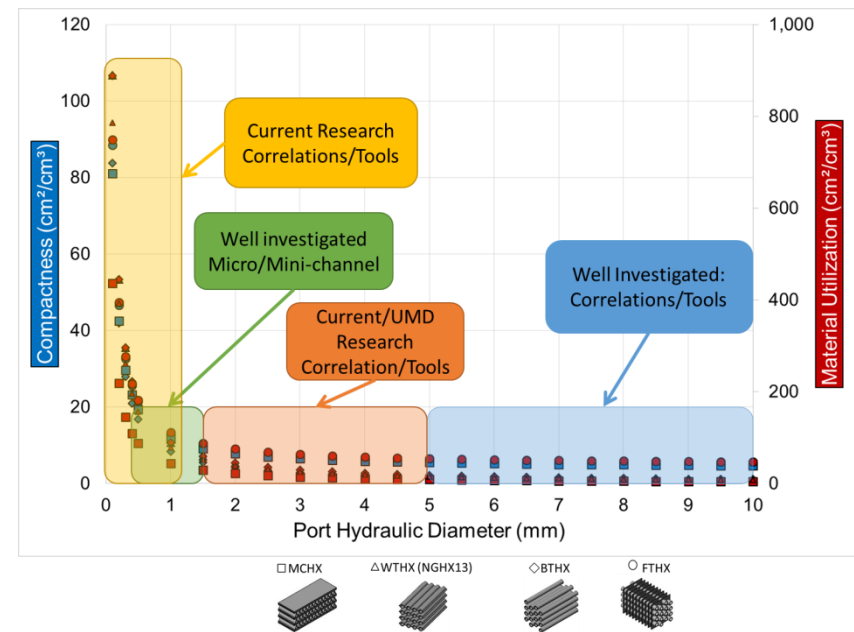 120
100
80
60
40
20
0
1,000
800
600
400
200
0
Compactness (cm²/cm³)
Material Utilization (cm²/cm³)
Current Research
Correlations/Tools
Well investigated
Micro/Mini-channel
Current/UMD
Research
Correlation/Tools
Well Investigated:
Correlations/Tools
0 1 2 3 4 5 6 7 8 9 10
Port Hydraulic Diameter (mm)
MCHX
WTHX (NGHX13)
BTHX
FTHX